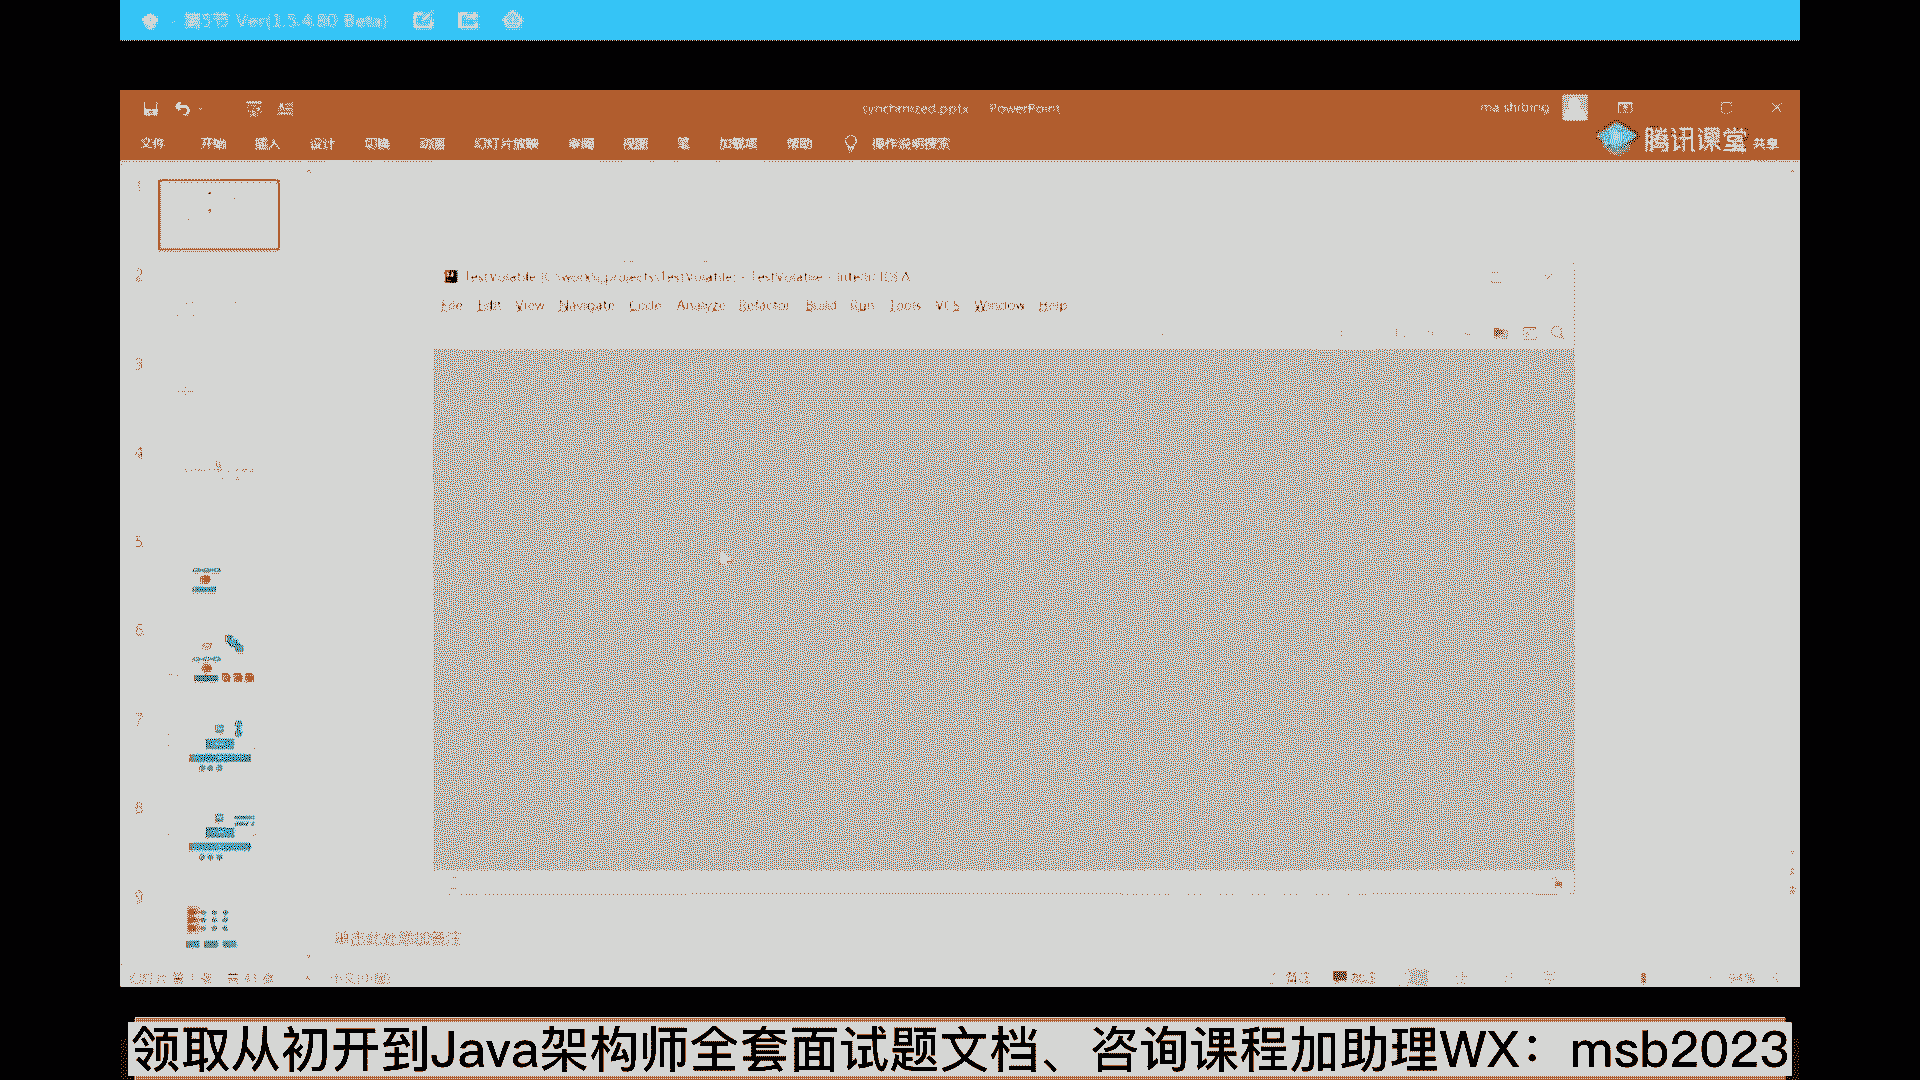 第5节 Ver(1.5.4.80 Beta)
synchrnized.pptx - PowerPoint
ma shibing
文件 开始 插入 设计 切换 动画 幻灯片放映 审阅 视图 笔 加载项 帮助 操作说明搜索
腾讯课堂 共享
1
2
3
4
5
6
7
8
9
IntelliJ IDEA
File Edit View Navigate Code Analyze Refactor Build Run Tools VCS Window Help
单击此处添加备注
94%
领取从初开到Java架构师全套面试题文档、咨询课程加助理WX：msb2023